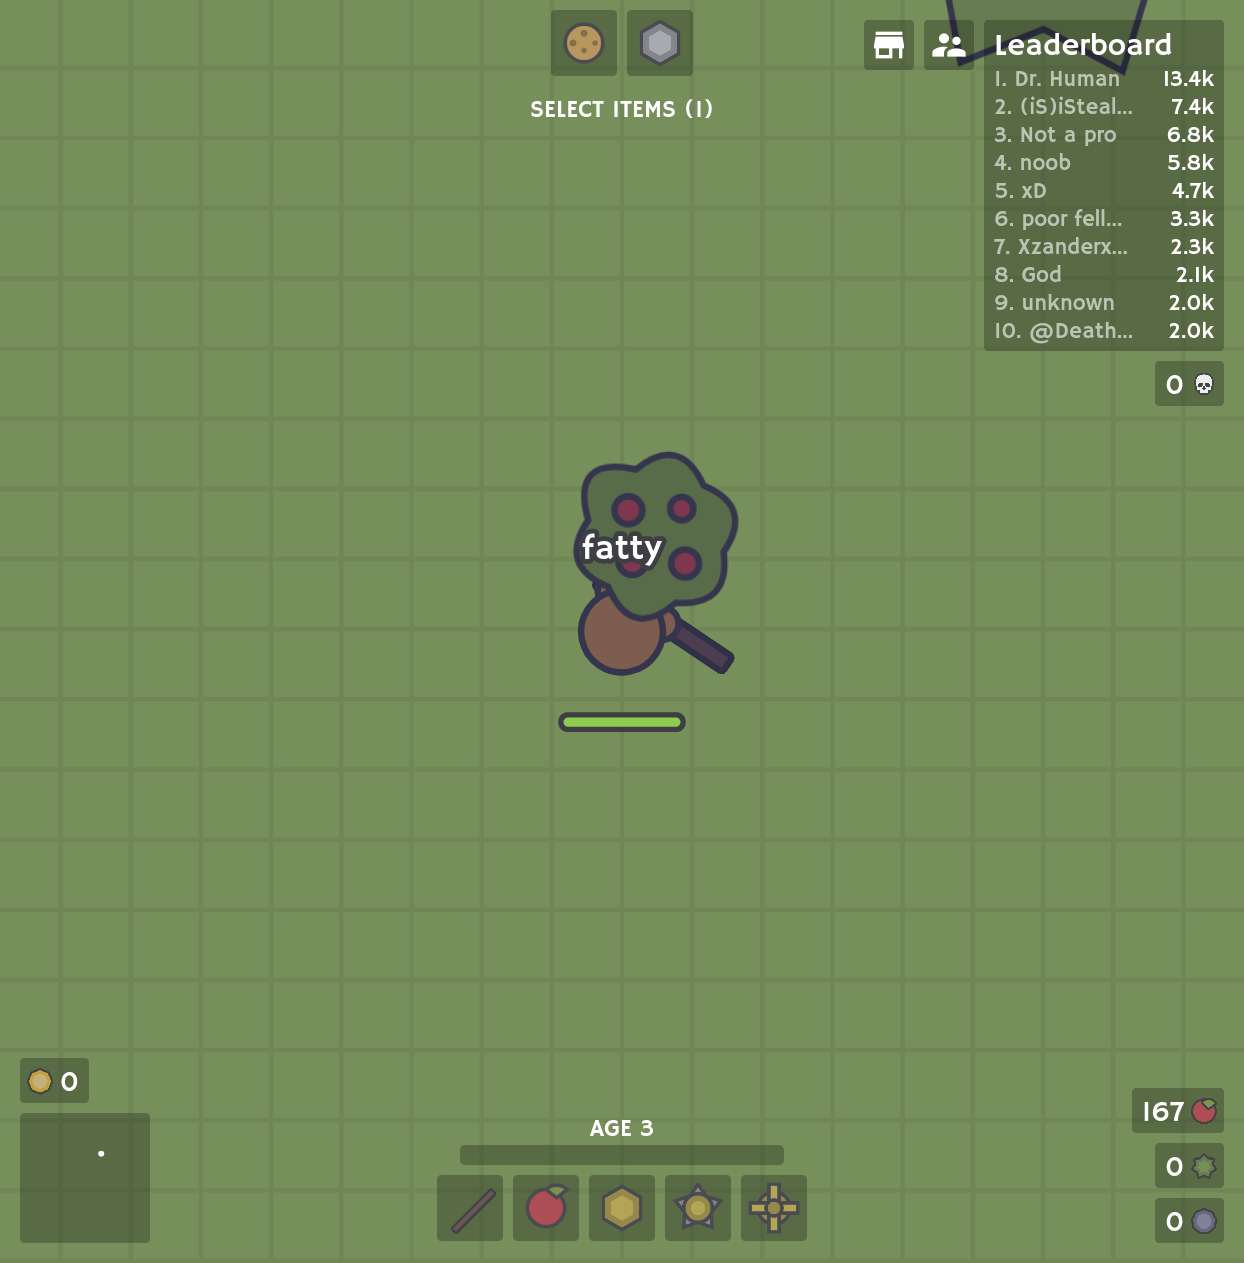 SELECT ITEMS (1)
Leaderboard
1. Dr. Human 13.4k
2. (iS)iSteal... 7.4k
3. Not a pro 6.8k
4. noob 5.8k
5. xD 4.7k
6. poor fell... 3.3k
7. Xzanderx... 2.3k
8. God 2.1k
9. unknown 2.0k
10. @Death... 2.0k
0
fatty
0
167
AGE 3
0
0